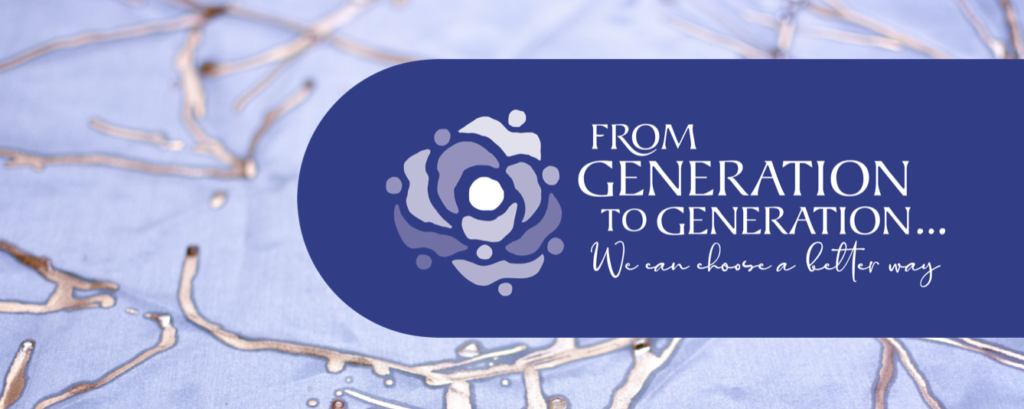 FROM
GENERATION
TO GENERATION...
We can choose a better way